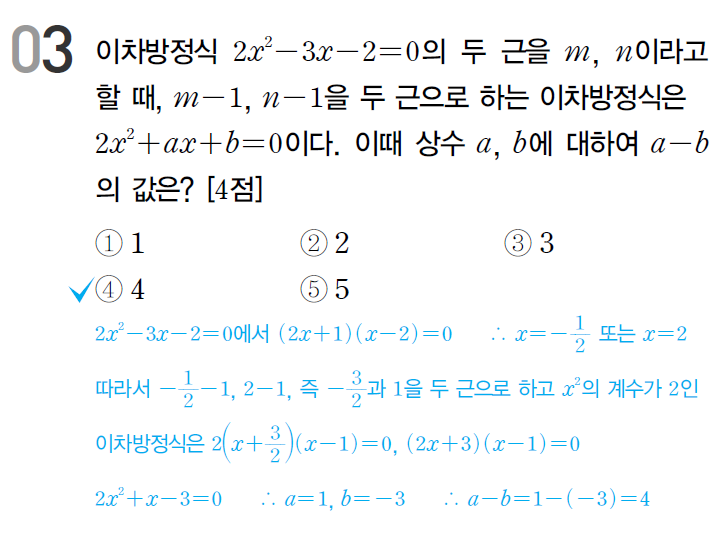 03 이차방정식 2x²−3x−2=0의 두 근을 m, n이라고
할 때, m−1, n−1을 두 근으로 하는 이차방정식은
2x²+ax+b=0이다. 이때 상수 a, b에 대하여 a−b
의 값은? [4점]
① 1 ② 2 ③ 3
④ 4 ⑤ 5
2x²−3x−2=0에서 (2x+1)(x−2)=0 ∴ x=−1/2 또는 x=2
따라서 −1/2−1, 2−1, 즉 −3/2과 1을 두 근으로 하고 x²의 계수가 2인
이차방정식은 2(x+3/2)(x−1)=0, (2x+3)(x−1)=0
2x²+x−3=0 ∴ a=1, b=−3 ∴ a−b=1−(−3)=4